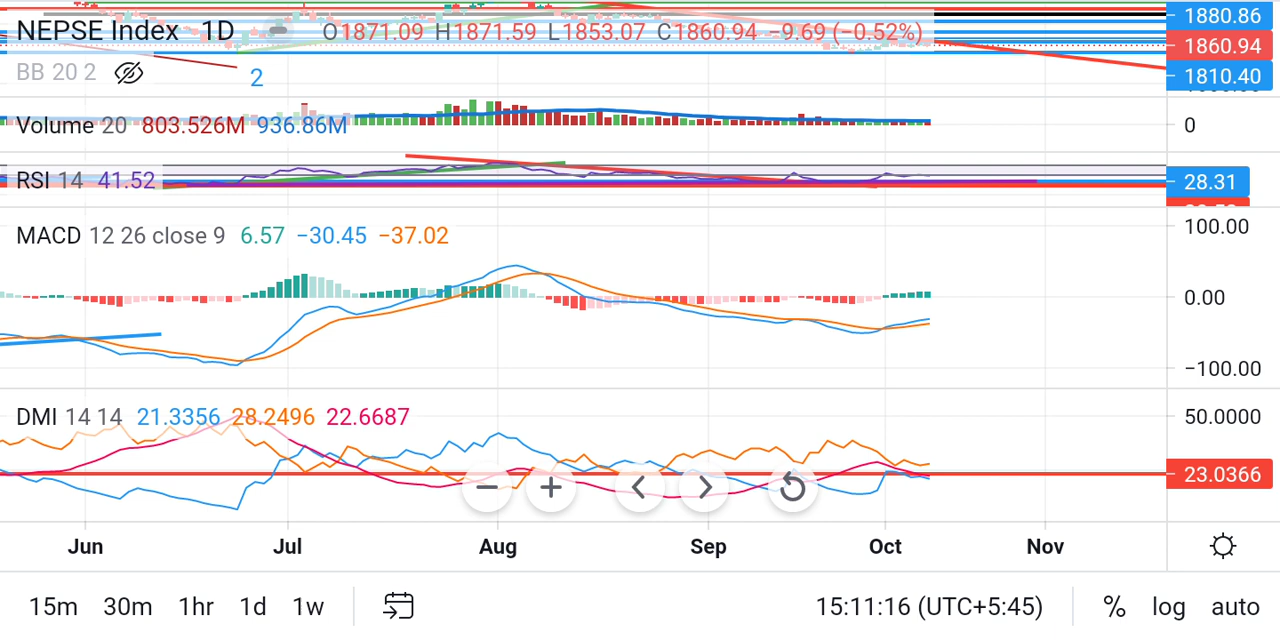 NEPSE Index 1D O1871.09 H1871.59 L1853.07 C1860.94 −9.69 (−0.52%)
1880.86
1860.94
BB 20 2
2
1810.40
Volume 20 803.526M 936.86M
0
RSI 14 41.52
28.31
MACD 12 26 close 9 6.57 −30.45 −37.02
100.00
0.00
−100.00
DMI 14 14 21.3356 28.2496 22.6687
50.0000
23.0366
Jun Jul Aug Sep Oct Nov
15m 30m 1hr 1d 1w 15:11:16 (UTC+5:45) % log auto